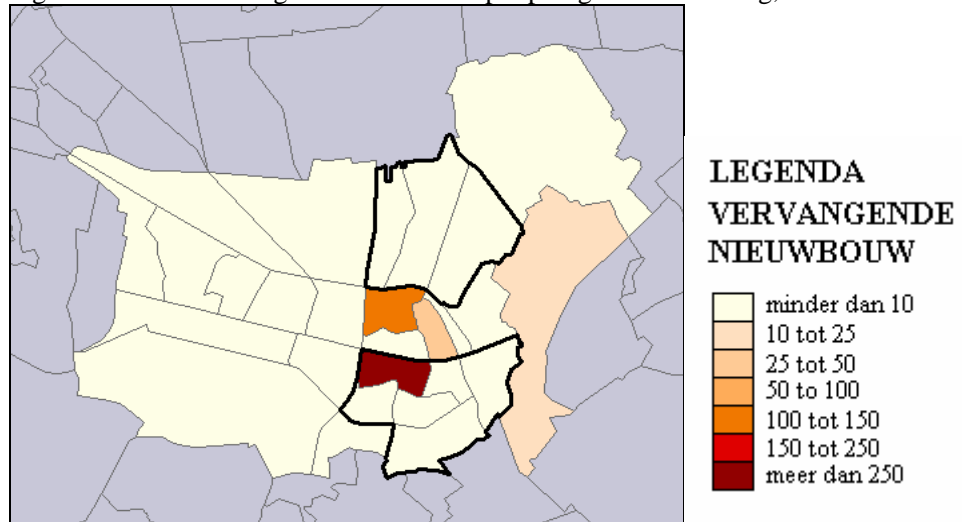 LEGENDA
VERVANGENDE
NIEUWBOUW
minder dan 10
10 tot 25
25 tot 50
50 to 100
100 tot 150
150 tot 250
meer dan 250